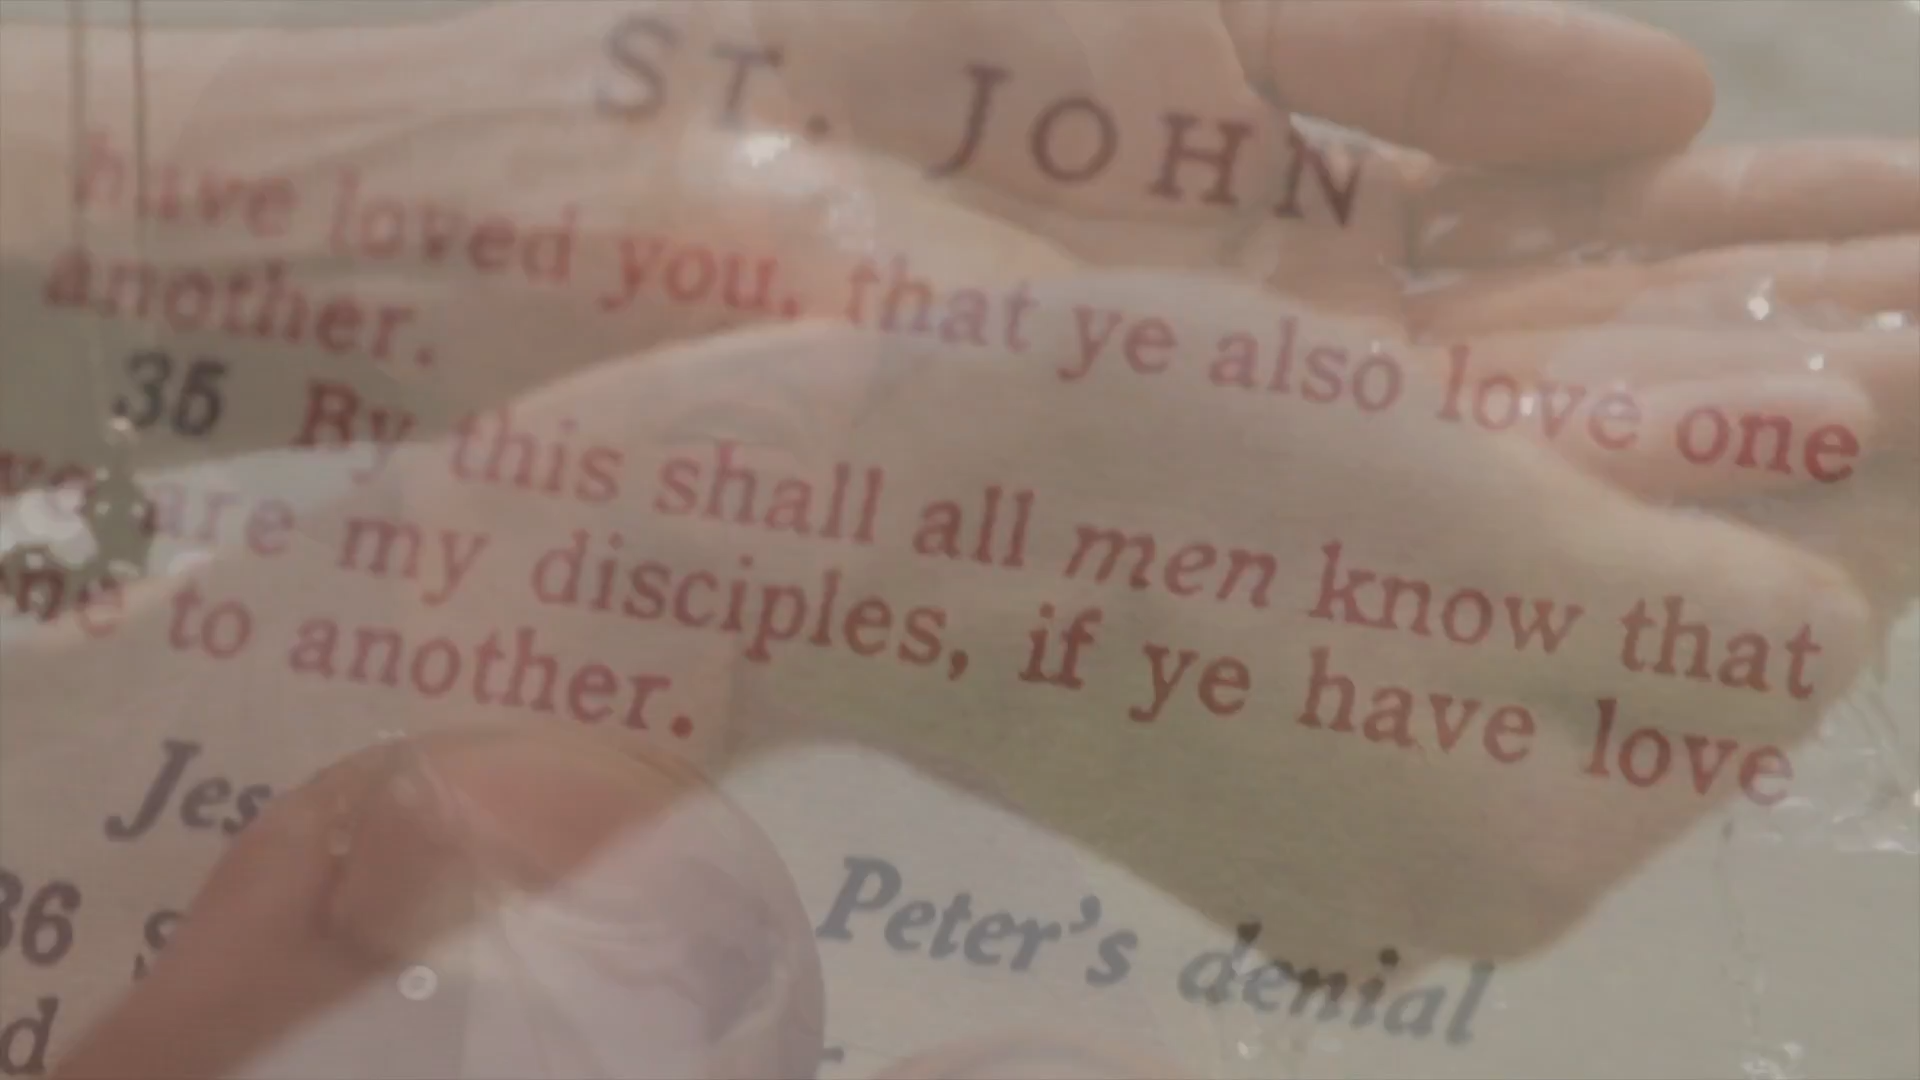 ST. JOHN
have loved you, that ye also love one
another.
35 By this shall all men know that
ye are my disciples, if ye have love
one to another.
Jes Peter's denial
36 S
d